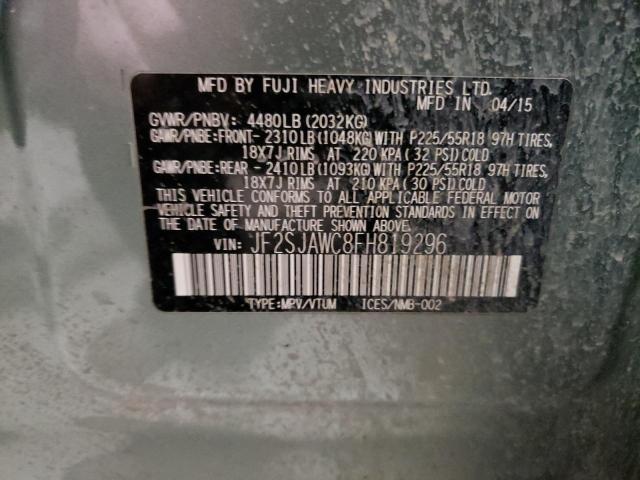 MFD BY FUJI HEAVY INDUSTRIES LTD.
MFD IN 04/15
GVWR/PNBV: 4480LB (2032KG)
GAWR/PNBE:FRONT- 2310LB(1048KG)WITH P225/55R18 97H TIRES,
18X7J RIMS AT 220 KPA(32 PSI)COLD
GAWR/PNBE:REAR - 2410LB(1093KG)WITH P225/55R18 97H TIRES,
18X7J RIMS AT 210 KPA(30 PSI)COLD
THIS VEHICLE CONFORMS TO ALL APPLICABLE FEDERAL MOTOR
VEHICLE SAFETY AND THEFT PREVENTION STANDARDS IN EFFECT ON
THE DATE OF MANUFACTURE SHOWN ABOVE.
VIN: JF2SJAWC8FH819296
TYPE:MPV/VTUM ICES/NMB-002